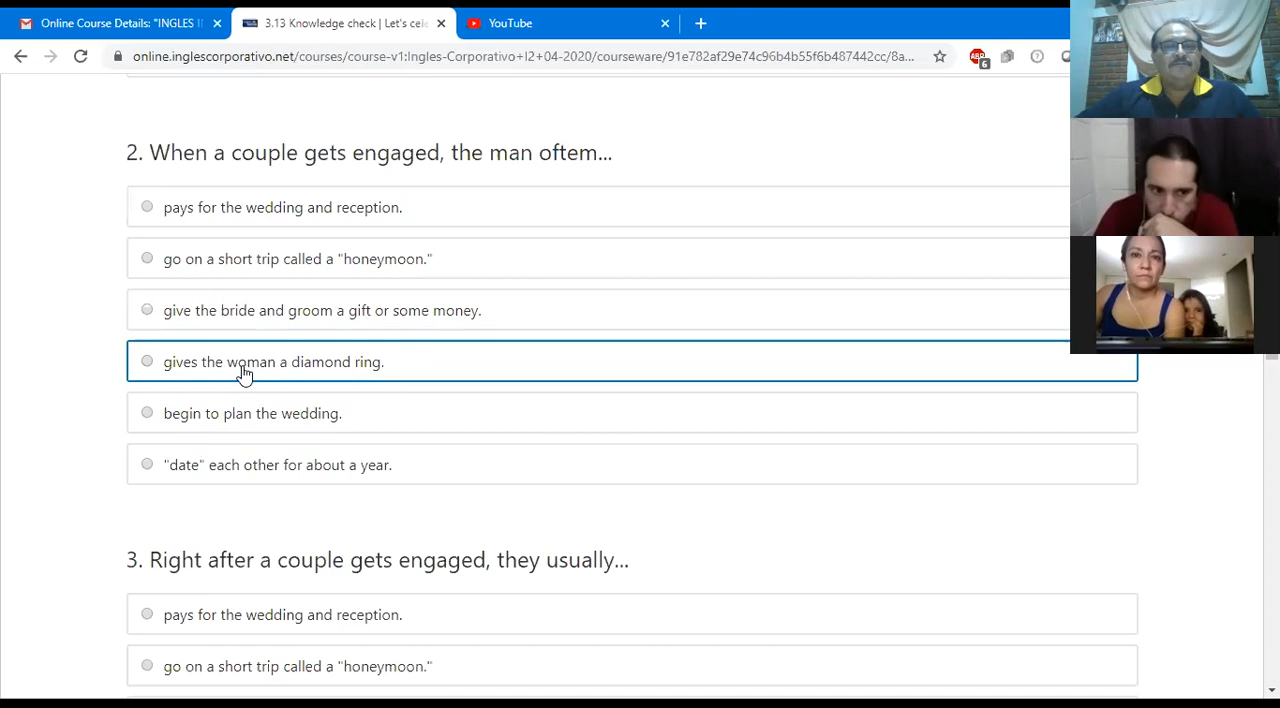 Online Course Details: "INGLES I
3.13 Knowledge check | Let's cele
YouTube
online.inglescorporativo.net/courses/course-v1:Ingles-Corporativo+I2+04-2020/courseware/91e782af29e74c96b4b55f6b487442cc/8a...
6
2. When a couple gets engaged, the man oftem...
pays for the wedding and reception.
go on a short trip called a "honeymoon."
give the bride and groom a gift or some money.
gives the woman a diamond ring.
begin to plan the wedding.
"date" each other for about a year.
3. Right after a couple gets engaged, they usually...
pays for the wedding and reception.
go on a short trip called a "honeymoon."